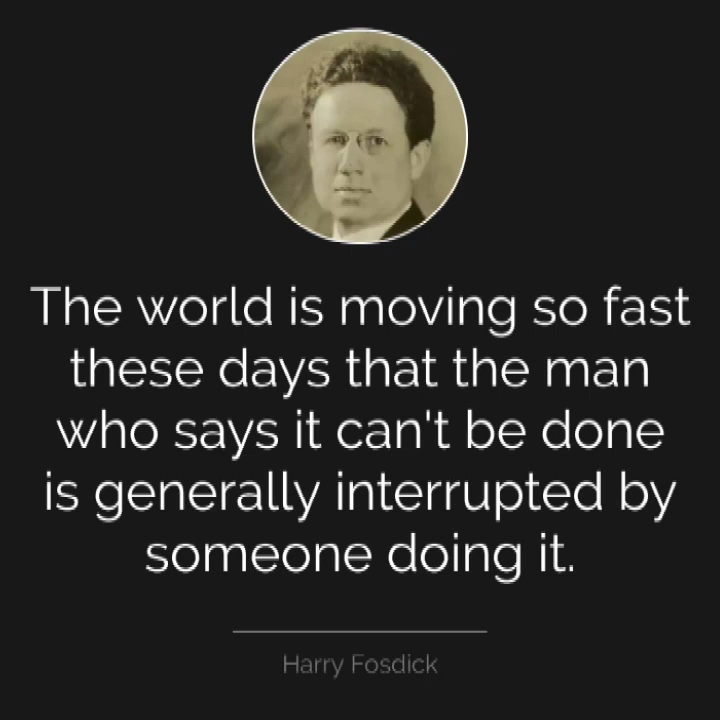 The world is moving so fast
these days that the man
who says it can't be done
is generally interrupted by
someone doing it.
Harry Fosdick